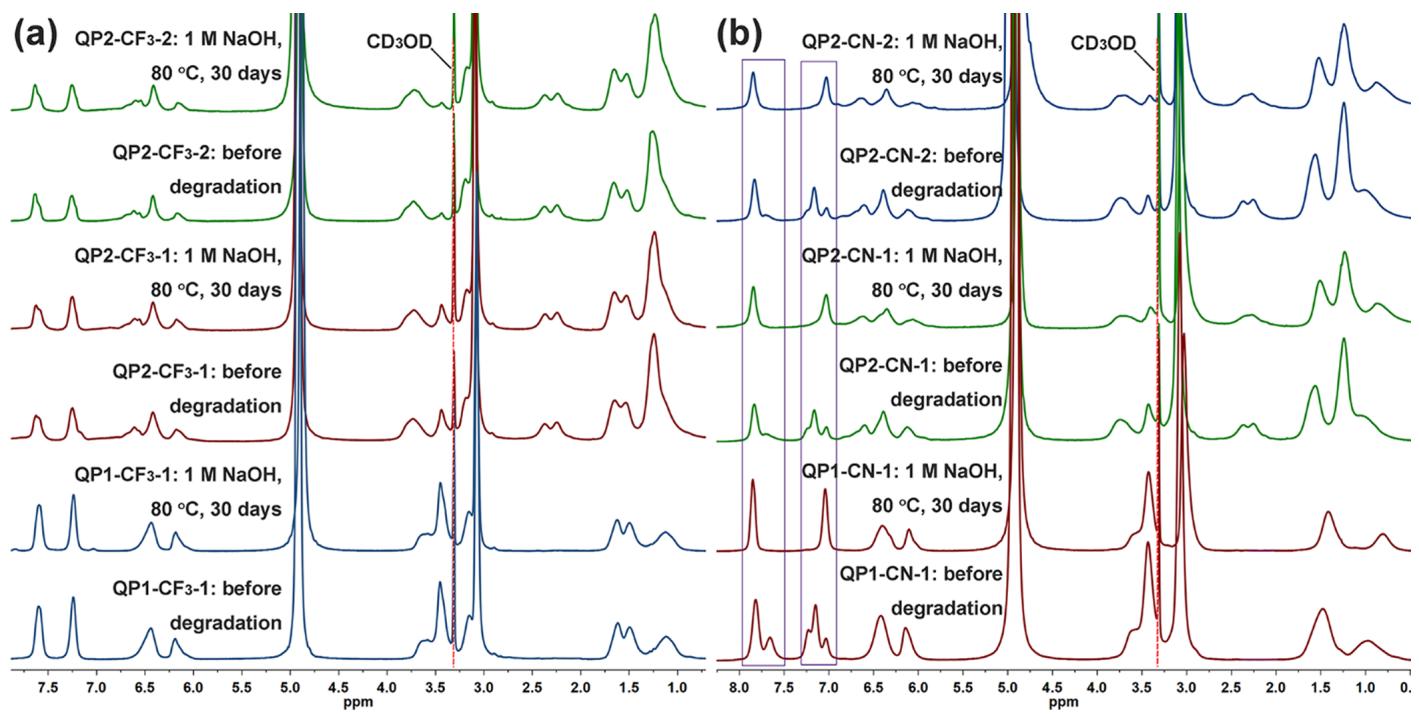 (a)
QP2-CF3-2: 1 M NaOH,
80 °C, 30 days
CD3OD
QP2-CF3-2: before
degradation
QP2-CF3-1: 1 M NaOH,
80 °C, 30 days
QP2-CF3-1: before
degradation
QP1-CF3-1: 1 M NaOH,
80 °C, 30 days
QP1-CF3-1: before
degradation
7.5 7.0 6.5 6.0 5.5 5.0 4.5 4.0 3.5 3.0 2.5 2.0 1.5 1.0
ppm
(b)
QP2-CN-2: 1 M NaOH,
80 °C, 30 days
CD3OD
QP2-CN-2: before
degradation
QP2-CN-1: 1 M NaOH,
80 °C, 30 days
QP2-CN-1: before
degradation
QP1-CN-1: 1 M NaOH,
80 °C, 30 days
QP1-CN-1: before
degradation
8.0 7.5 7.0 6.5 6.0 5.5 5.0 4.5 4.0 3.5 3.0 2.5 2.0 1.5 1.0 0.
ppm